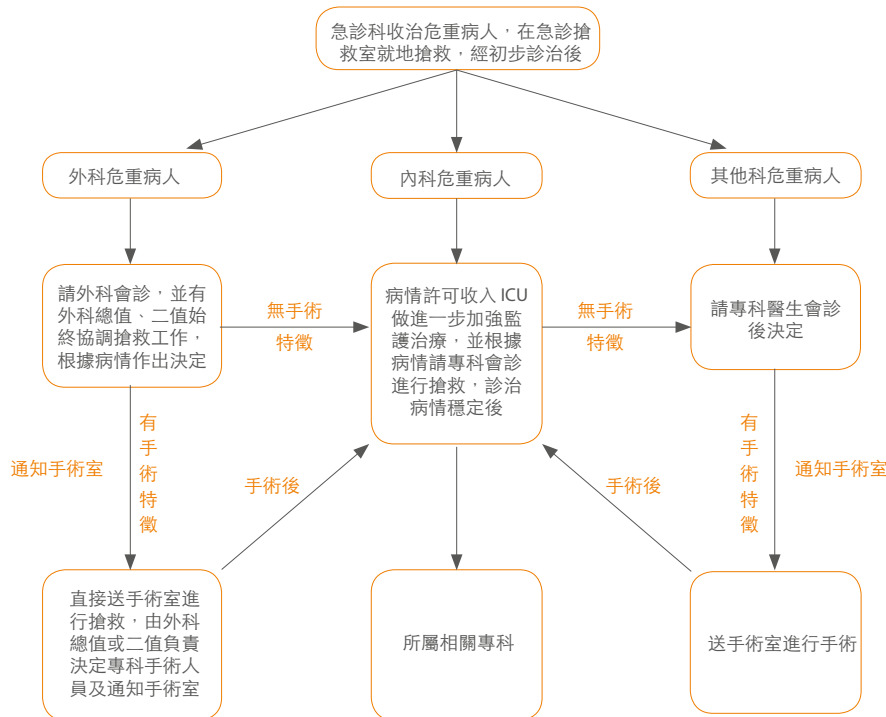 急診科收治危重病人，在急診搶
救室就地搶救，經初步診治後
外科危重病人
內科危重病人
其他科危重病人
請外科會診，並有
外科總值、二值始
終協調搶救工作，
根據病情作出決定
無手術
特徵
病情許可收入 ICU
做進一步加強監
護治療，並根據
病情請專科會診
進行搶救，診治
病情穩定後
無手術
特徵
請專科醫生會診
後決定
通知手術室
有手術特徵
手術後
手術後
有手術特徵
通知手術室
直接送手術室進
行搶救，由外科
總值或二值負責
決定專科手術人
員及通知手術室
所屬相關專科
送手術室進行手術